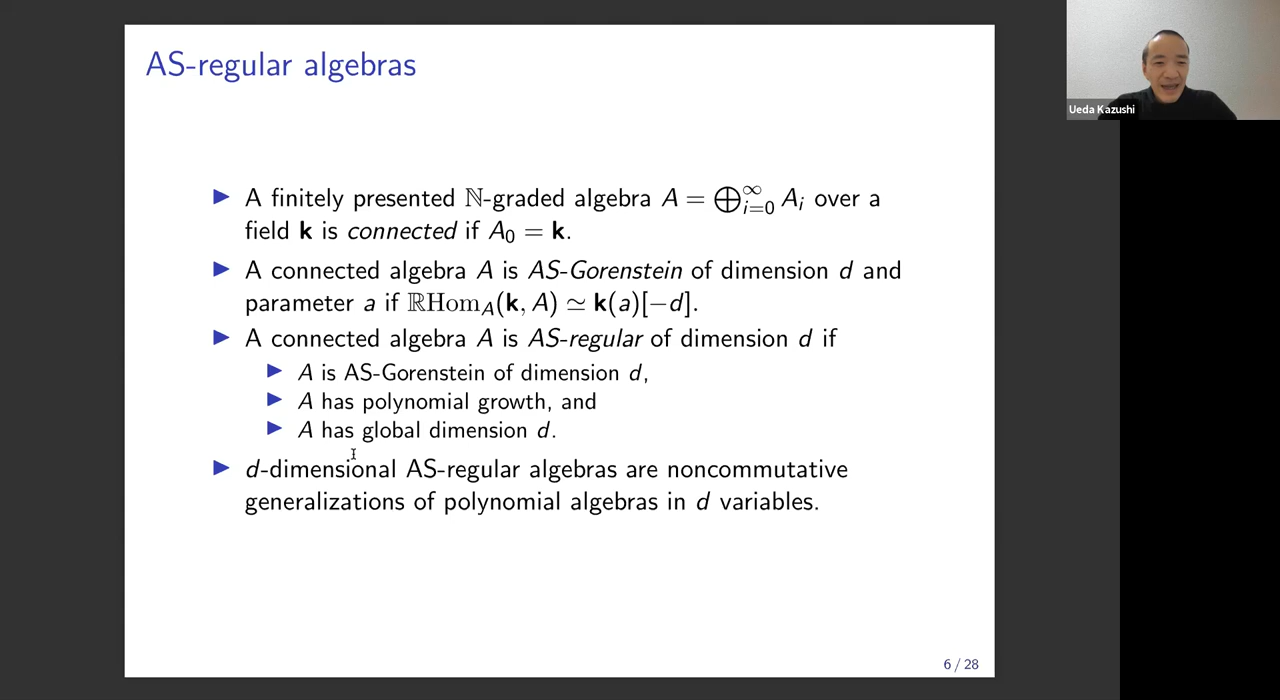 AS-regular algebras
▶ A finitely presented ℕ-graded algebra A = ⨁_{i=0}^{∞} A_i over a
field k is connected if A_0 = k.
▶ A connected algebra A is AS-Gorenstein of dimension d and
parameter a if ℝHom_A(k, A) ≃ k(a)[−d].
▶ A connected algebra A is AS-regular of dimension d if
▶ A is AS-Gorenstein of dimension d,
▶ A has polynomial growth, and
▶ A has global dimension d.
▶ d-dimensional AS-regular algebras are noncommutative
generalizations of polynomial algebras in d variables.
6 / 28
Ueda Kazushi